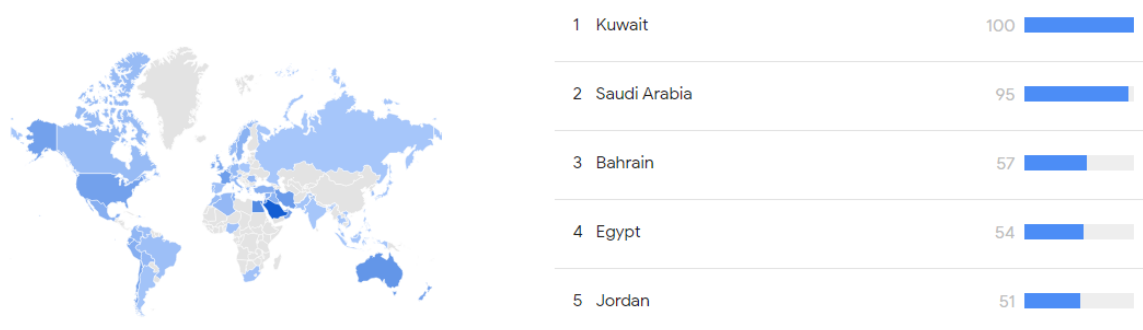 1 Kuwait 100
2 Saudi Arabia 95
3 Bahrain 57
4 Egypt 54
5 Jordan 51